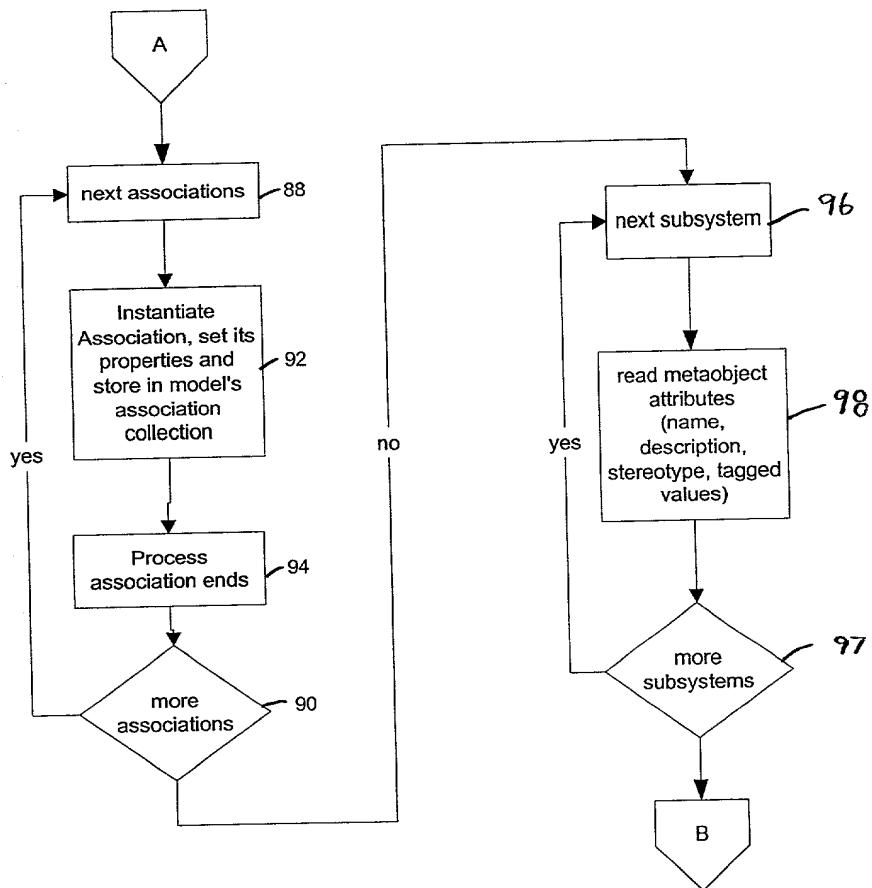 A
next associations
88
Instantiate
Association, set its
properties and
store in model's
association
collection
92
yes
Process
association ends
94
more
associations
90
no
next subsystem
96
read metaobject
attributes
(name,
description,
stereotype, tagged
values)
98
yes
more
subsystems
97
B